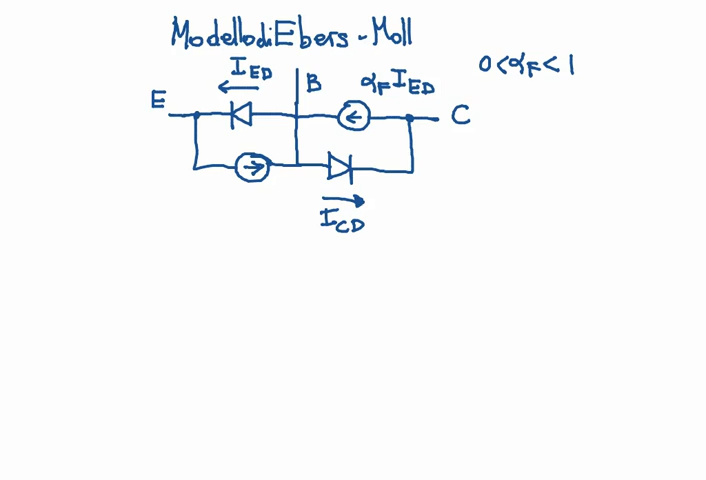 Modello di Ebers-Moll
I_ED
B
α_F I_ED
0<α_F<1
E
C
I_CD